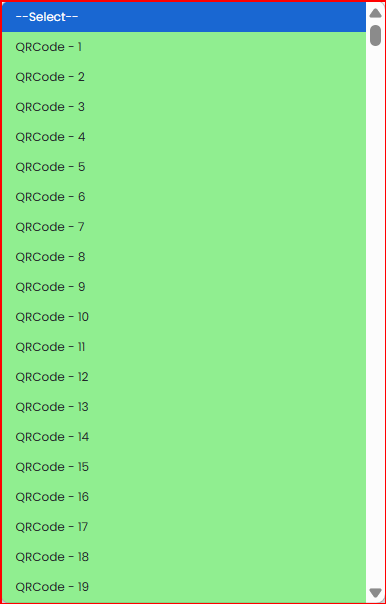 --Select--
QRCode - 1
QRCode - 2
QRCode - 3
QRCode - 4
QRCode - 5
QRCode - 6
QRCode - 7
QRCode - 8
QRCode - 9
QRCode - 10
QRCode - 11
QRCode - 12
QRCode - 13
QRCode - 14
QRCode - 15
QRCode - 16
QRCode - 17
QRCode - 18
QRCode - 19